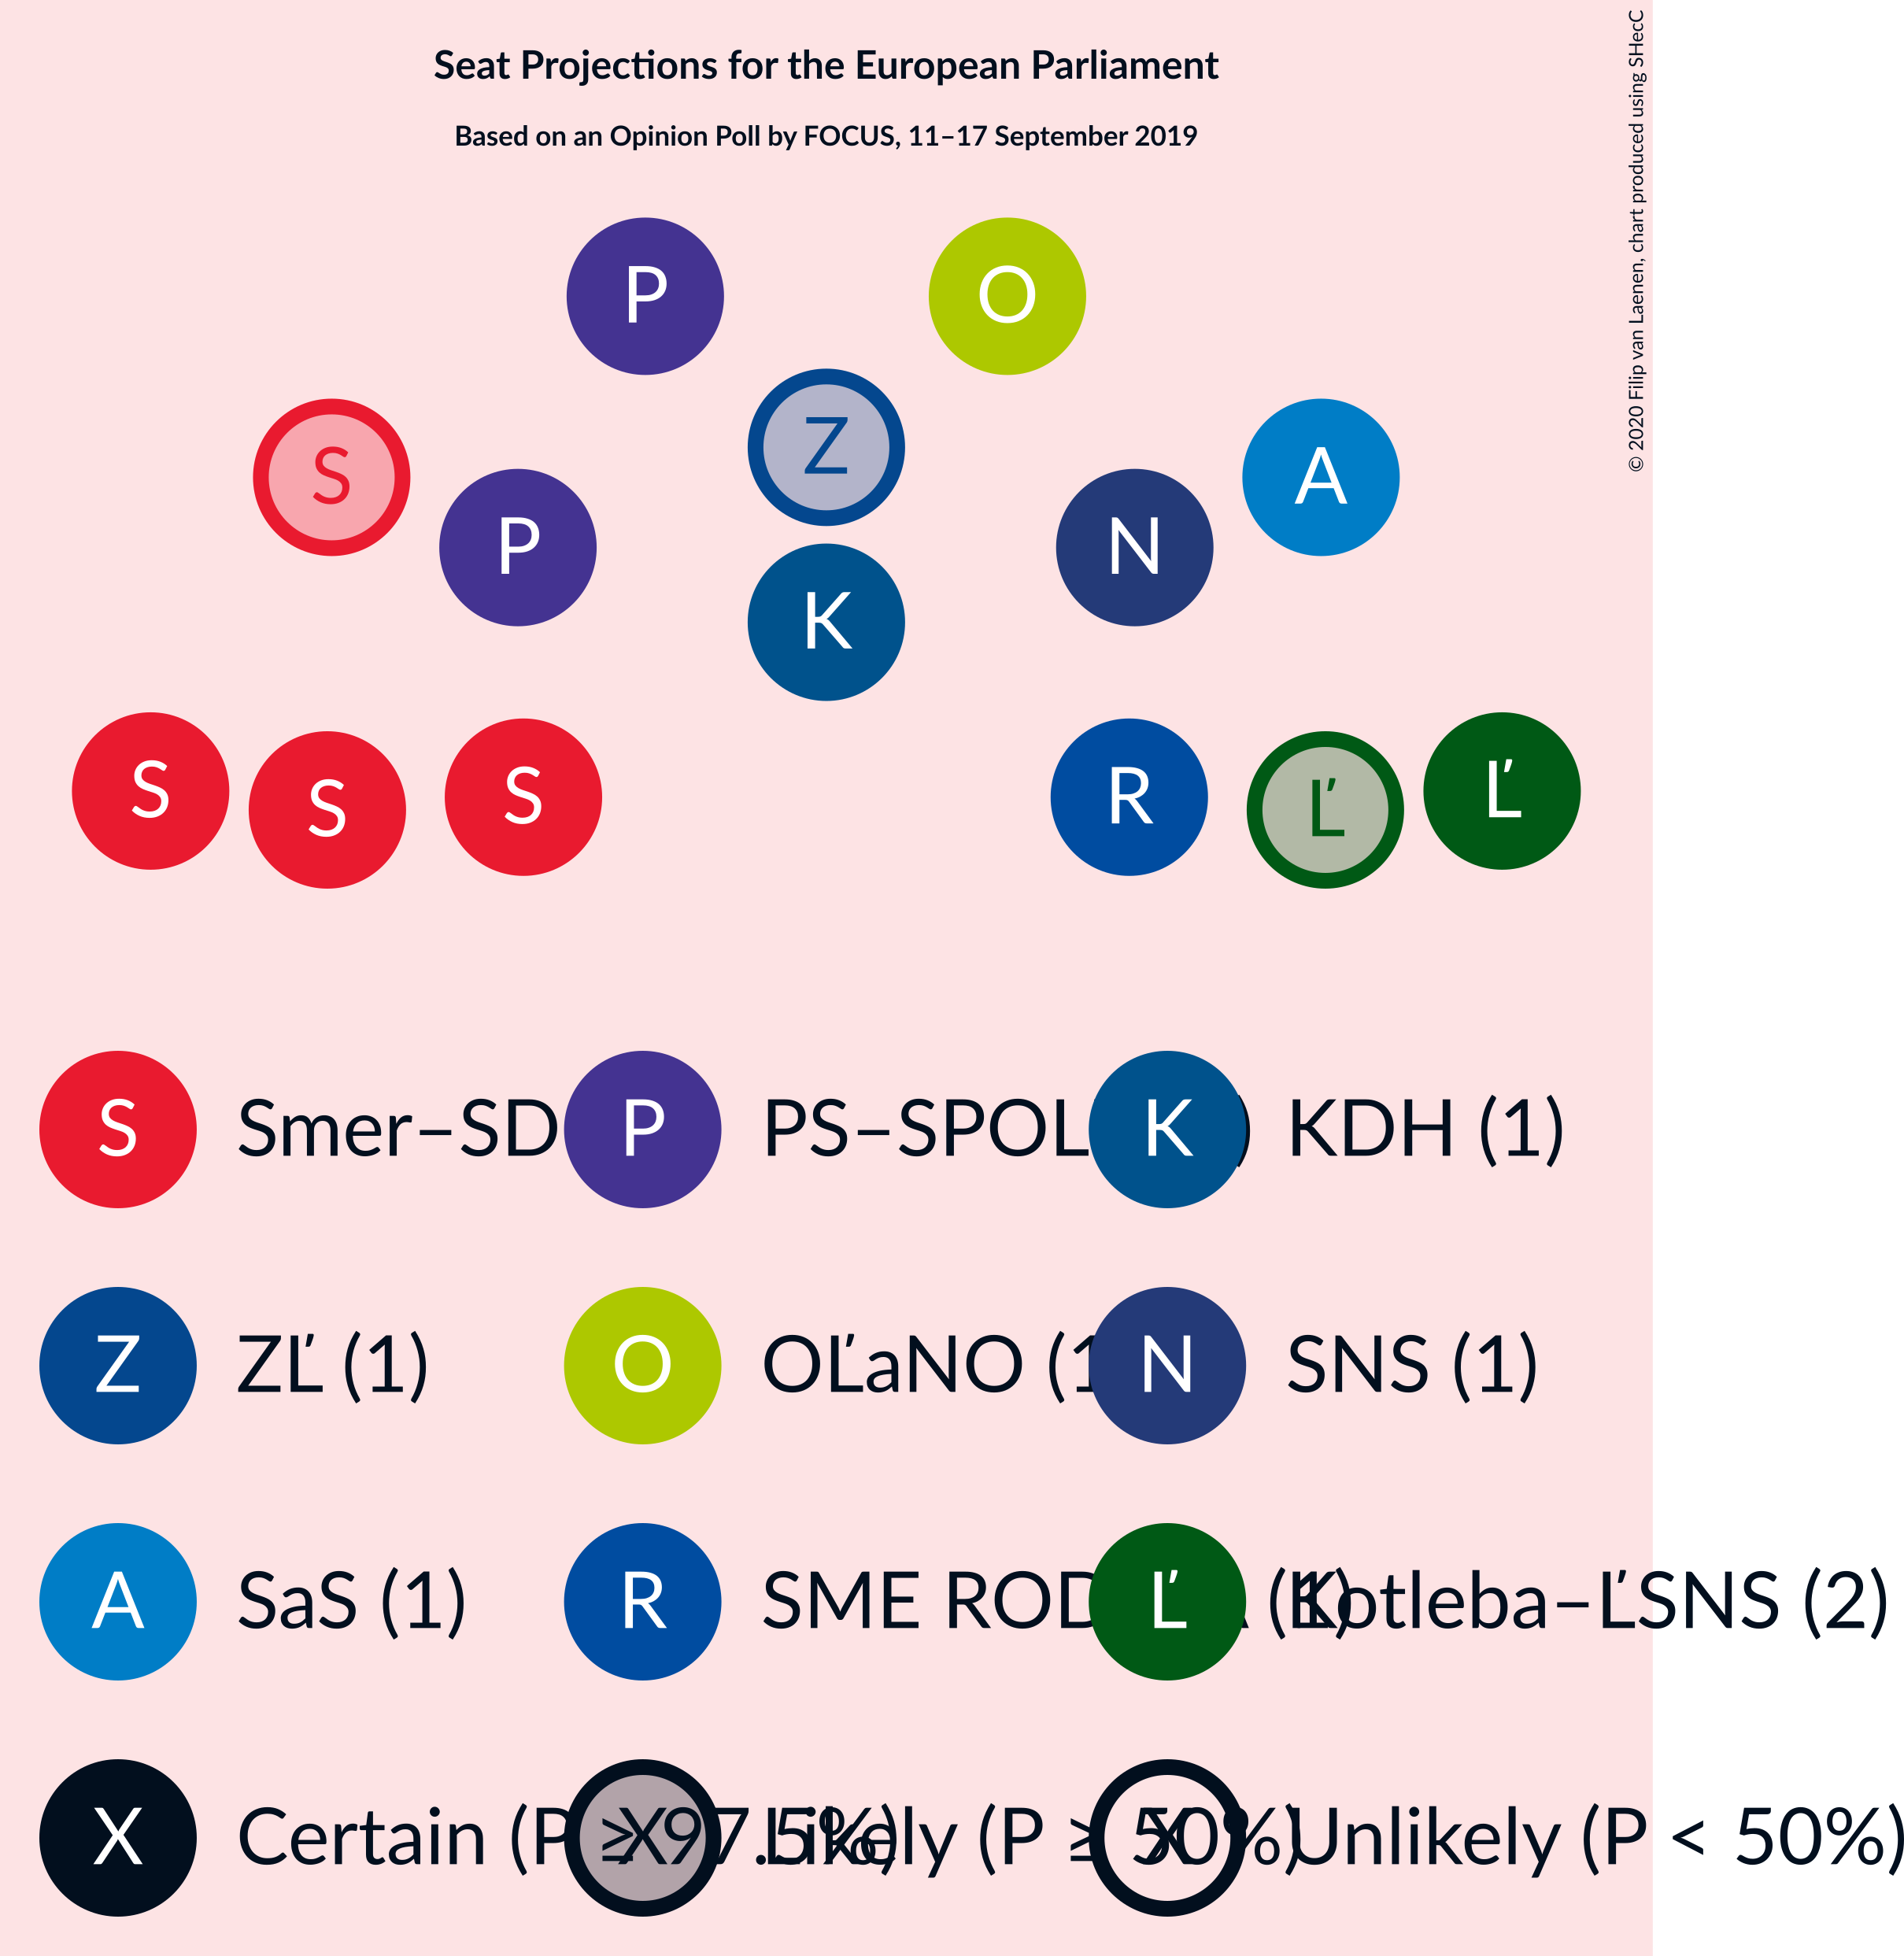 Seat Projections for the European Parliament
Based on an Opinion Poll by FOCUS, 11–17 September 2019
© 2020 Filip van Laenen, chart produced using SHecC
P O
Z
S A
P N
K
S S S R Ľ Ľ
S Smer–SD P PS–SPOL K KDH (1)
Z ZĽ (1) O OĽaNO (1 N SNS (1)
A SaS (1) R SME Ľ Kotleba–ĽSNS (2)
X Certain (P ≥ 97.5%) X Likely (P ≥ 50%) X Unlikely (P < 50%)